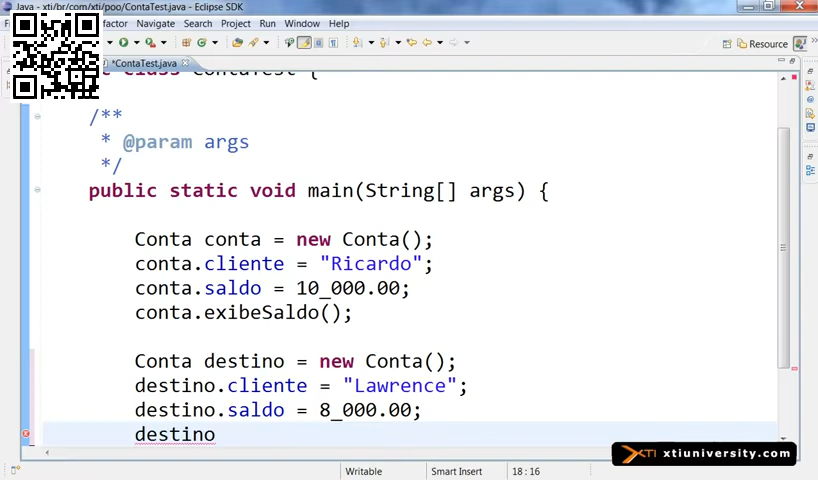 Java - xti/br/com/xti/poo/ContaTest.java - Eclipse SDK
Navigate Search Project Run Window Help
Resource
*ContaTest.java
/**
* @param args
*/
public static void main(String[] args) {
Conta conta = new Conta();
conta.cliente = "Ricardo";
conta.saldo = 10_000.00;
conta.exibeSaldo();
Conta destino = new Conta();
destino.cliente = "Lawrence";
destino.saldo = 8_000.00;
destino
XTI xtiuniversity.com
Writable Smart Insert 18 : 16